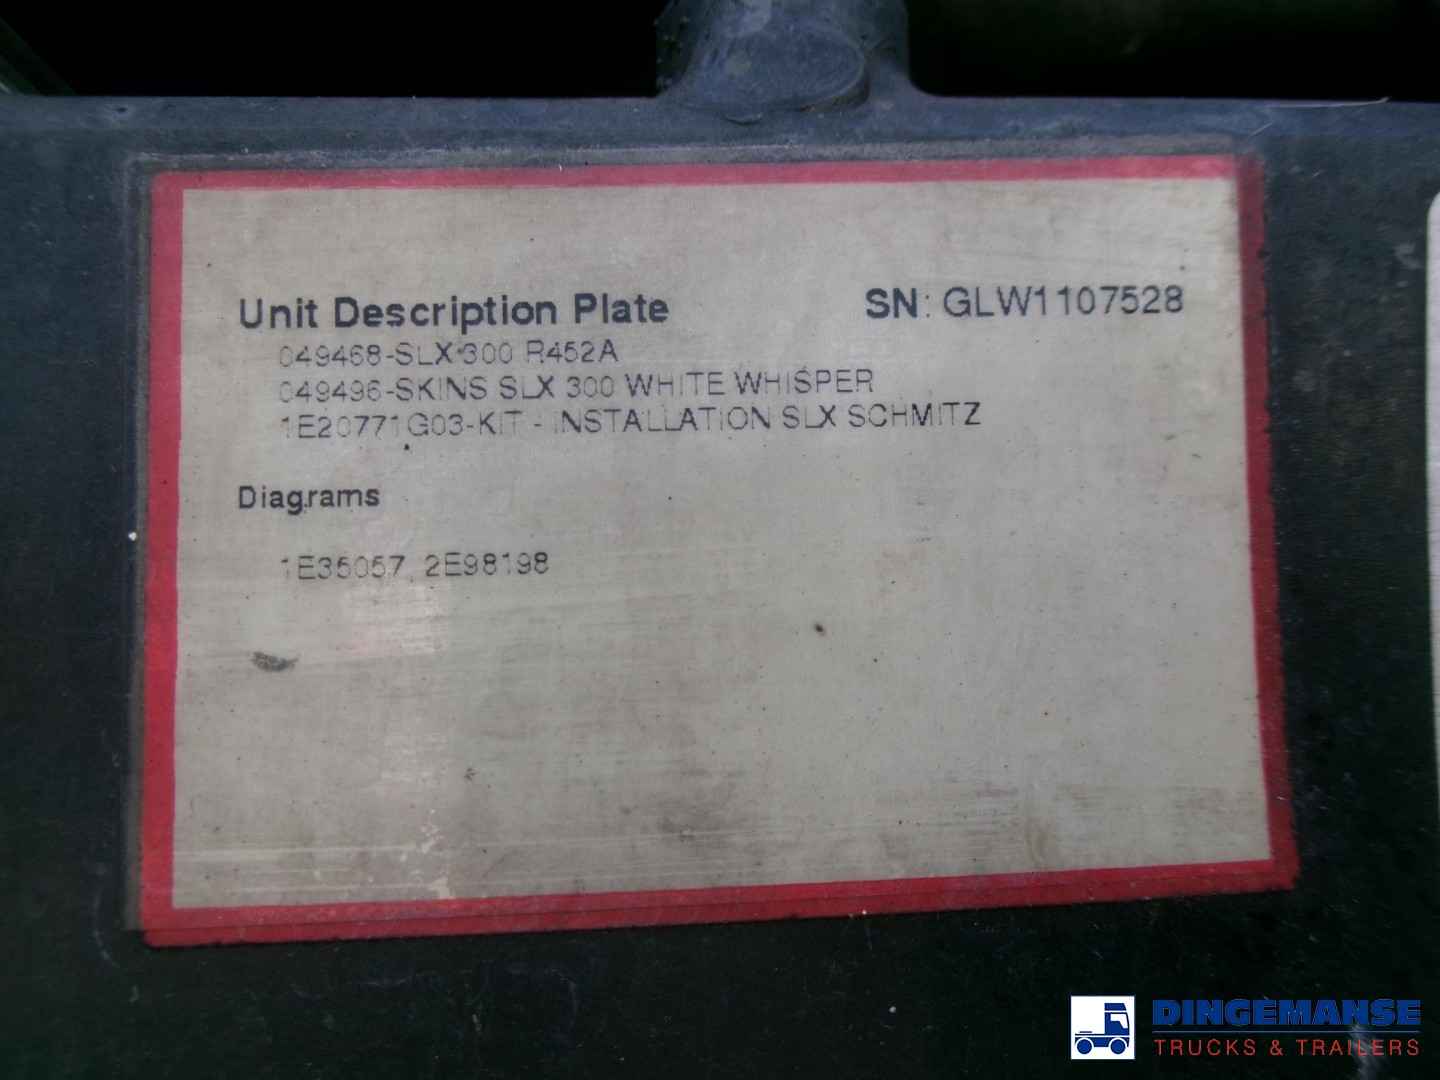 Unit Description Plate SN: GLW1107528
049468-SLX 300 R452A
049496-SKINS SLX 300 WHITE WHISPER
1E20771G03-KIT - INSTALLATION SLX SCHMITZ
Diagrams
1E35057, 2E98198
DINGEMANSE
TRUCKS & TRAILERS